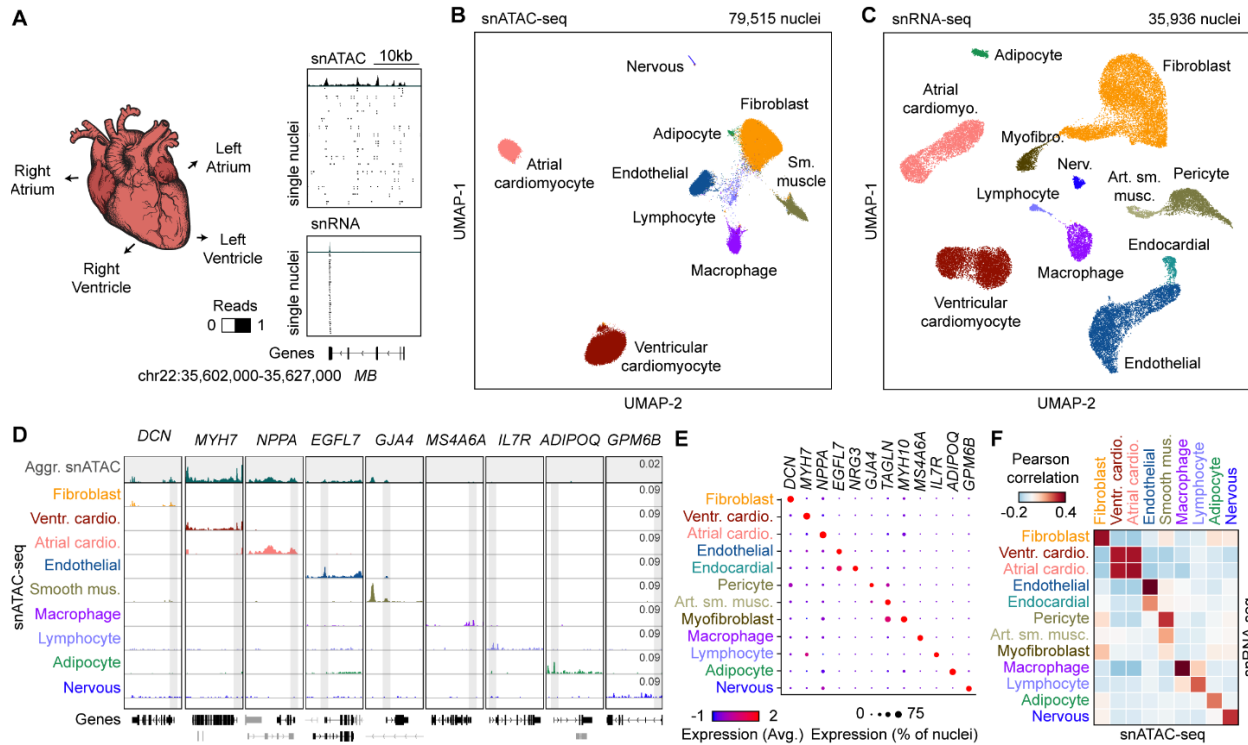 A
snATAC 10kb
single nuclei
Right
Atrium
Left
Atrium
Left
Ventricle
Right
Ventricle
snRNA
single nuclei
Reads
0 1
Genes
chr22:35,602,000-35,627,000 MB
B
snATAC-seq 79,515 nuclei
Nervous
Fibroblast
Adipocyte
Atrial
cardiomyocyte
Endothelial
Sm.
muscle
Lymphocyte
Macrophage
Ventricular
cardiomyocyte
UMAP-1
UMAP-2
C
snRNA-seq 35,936 nuclei
Adipocyte
Fibroblast
Atrial
cardiomyo.
Myofibro.
Nerv.
Art. sm.
musc.
Pericyte
Lymphocyte
Endocardial
Macrophage
Ventricular
cardiomyocyte
Endothelial
UMAP-1
UMAP-2
D
DCN MYH7 NPPA EGFL7 GJA4 MS4A6A IL7R ADIPOQ GPM6B
snATAC-seq
Aggr. snATAC 0.02
Fibroblast 0.09
Ventr. cardio. 0.09
Atrial cardio. 0.09
Endothelial 0.09
Smooth mus. 0.09
Macrophage 0.09
Lymphocyte 0.09
Adipocyte 0.09
Nervous 0.09
Genes
E
DCN MYH7 NPPA EGFL7 NRG3 GJA4 TAGLN MYH10 MS4A6A IL7R ADIPOQ GPM6B
Fibroblast
Ventr. cardio.
Atrial cardio.
Endothelial
Endocardial
Pericyte
Art. sm. musc.
Myofibroblast
Macrophage
Lymphocyte
Adipocyte
Nervous
-1 2
Expression (Avg.)
0 75
Expression (% of nuclei)
F
Pearson
correlation
-0.2 0.4
Fibroblast Ventr. cardio. Atrial cardio. Endothelial Smooth mus. Macrophage Lymphocyte Adipocyte Nervous
Fibroblast
Ventr. cardio.
Atrial cardio.
Endothelial
Endocardial
Pericyte
Art. sm. musc.
Myofibroblast
Macrophage
Lymphocyte
Adipocyte
Nervous
snRNA-seq
snATAC-seq